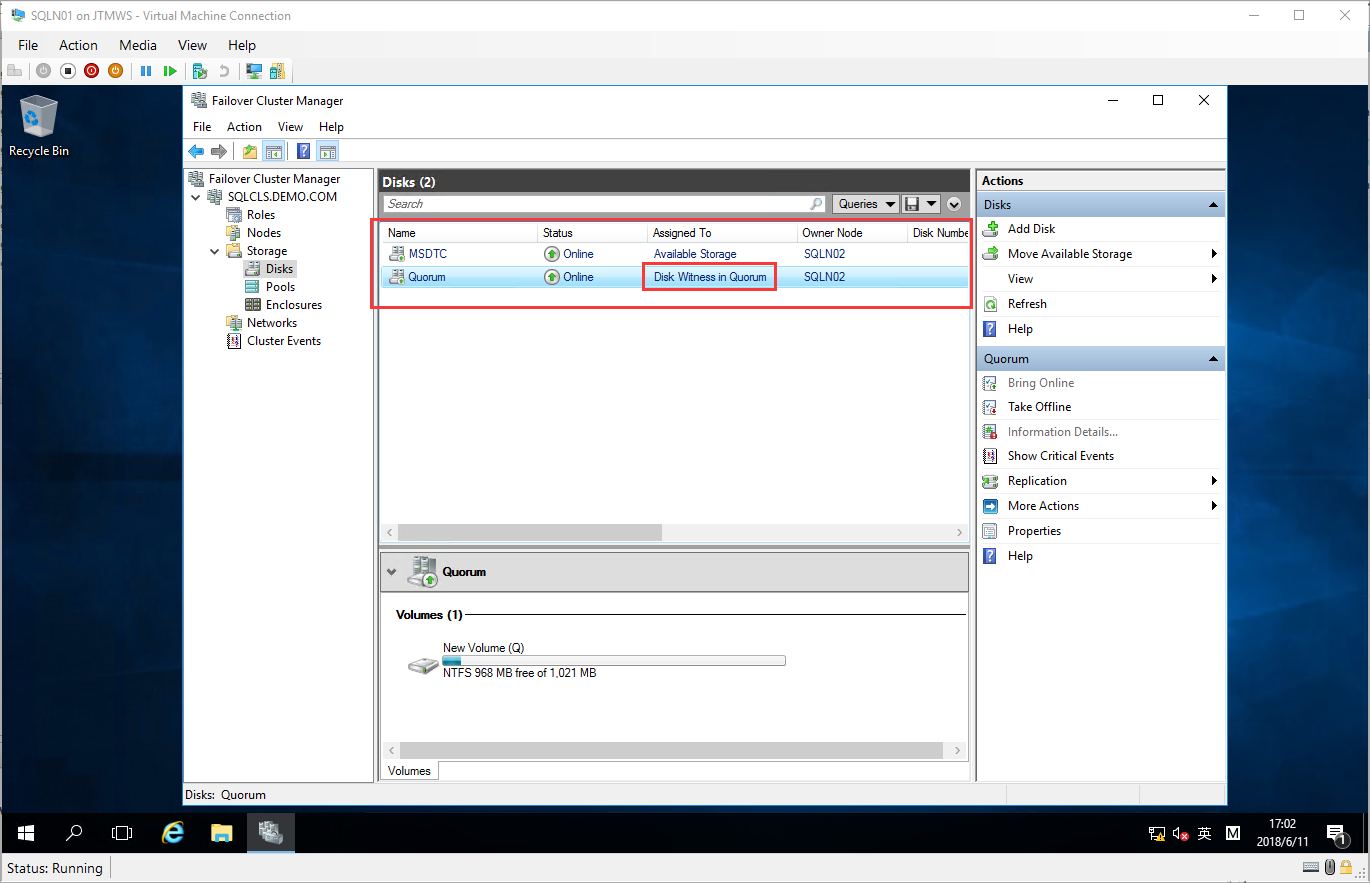 SQLN01 on JTMWS - Virtual Machine Connection
File Action Media View Help
Recycle Bin
Failover Cluster Manager
File Action View Help
Failover Cluster Manager
SQLCLS.DEMO.COM
Roles
Nodes
Storage
Disks
Pools
Enclosures
Networks
Cluster Events
Disks (2)
Search Queries
Name Status Assigned To Owner Node Disk Numbe
MSDTC Online Available Storage SQLN02
Quorum Online Disk Witness in Quorum SQLN02
Quorum
Volumes (1)
New Volume (Q)
NTFS 968 MB free of 1,021 MB
Volumes
Actions
Disks
Add Disk
Move Available Storage
View
Refresh
Help
Quorum
Bring Online
Take Offline
Information Details...
Show Critical Events
Replication
More Actions
Properties
Help
Disks: Quorum
英 M 17:02
2018/6/11 1
Status: Running